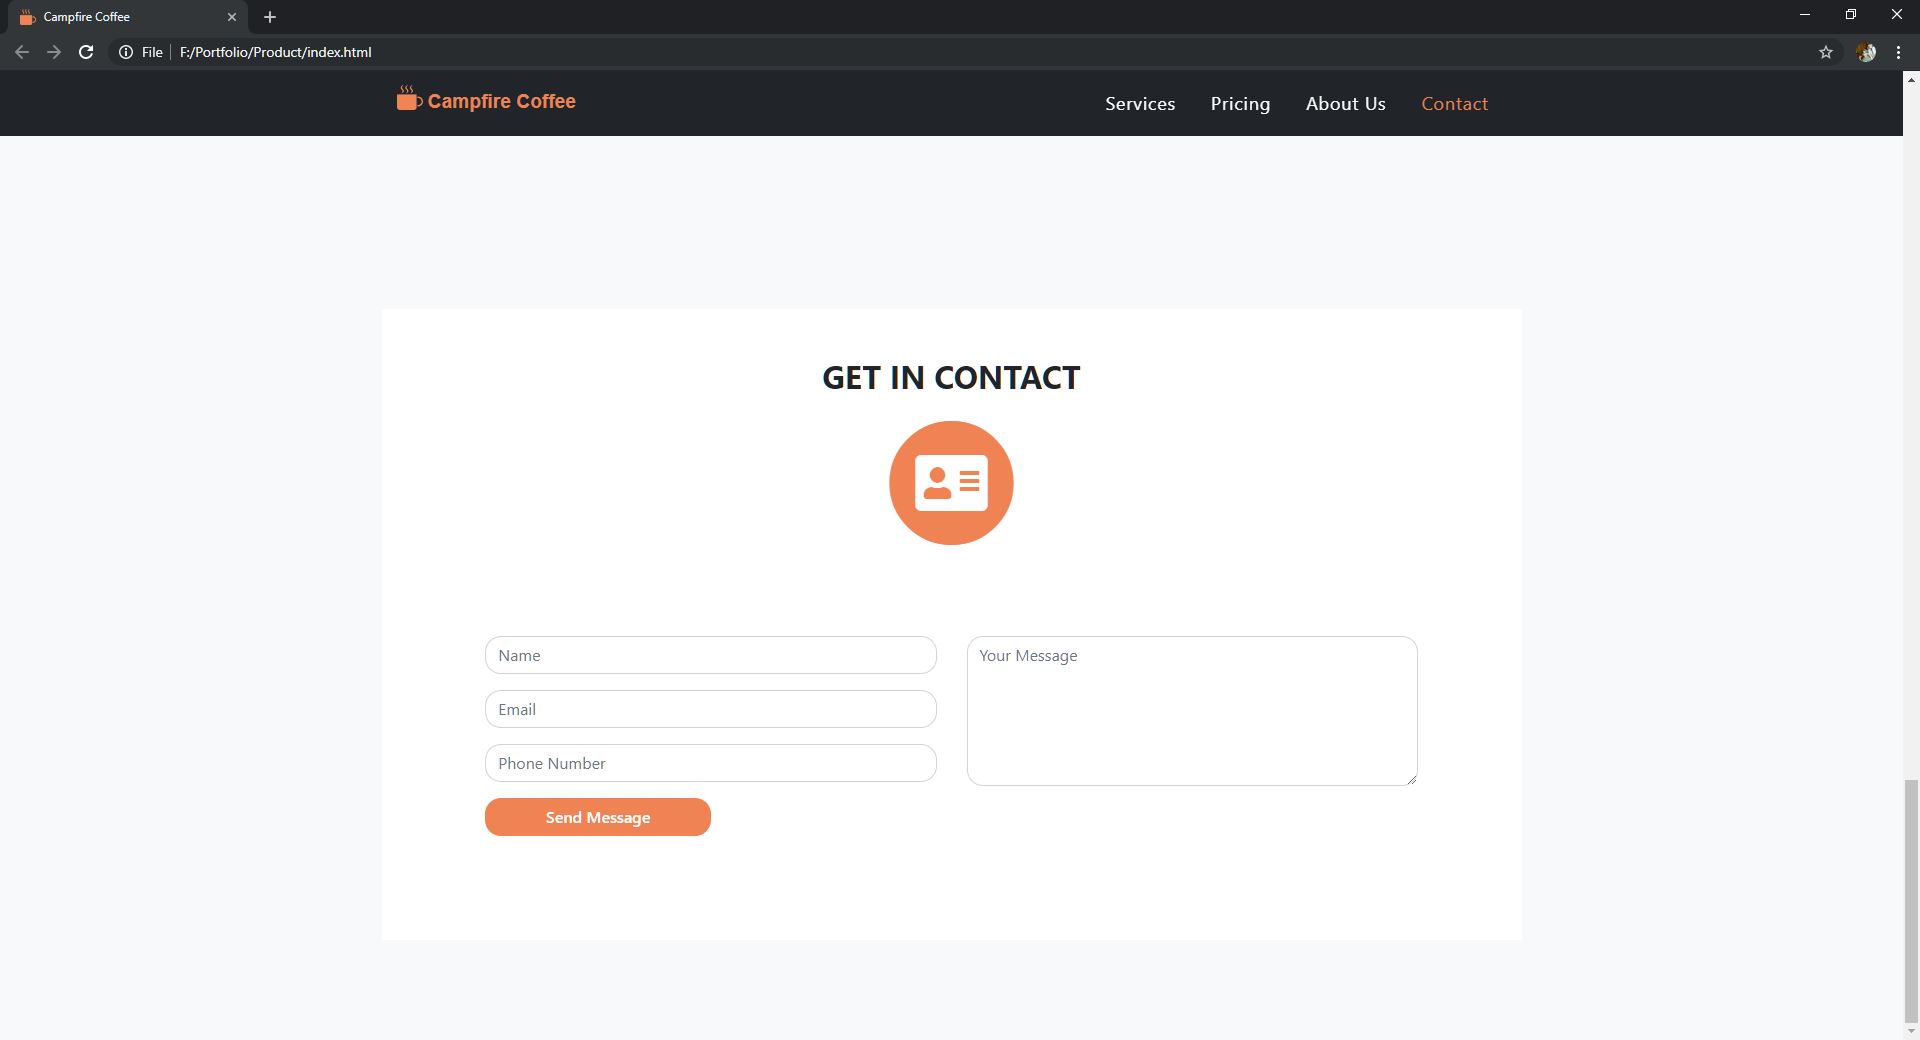 Campfire Coffee
File F:/Portfolio/Product/index.html
Campfire Coffee Services Pricing About Us Contact
GET IN CONTACT
Name
Your Message
Email
Phone Number
Send Message